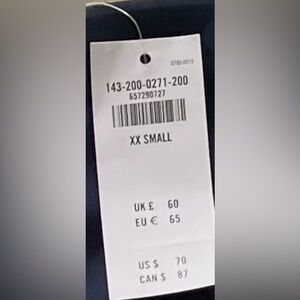 143-200-0271-200
657290727
XX SMALL
UK £ 60
EU € 65
US $ 70
CAN $ 87